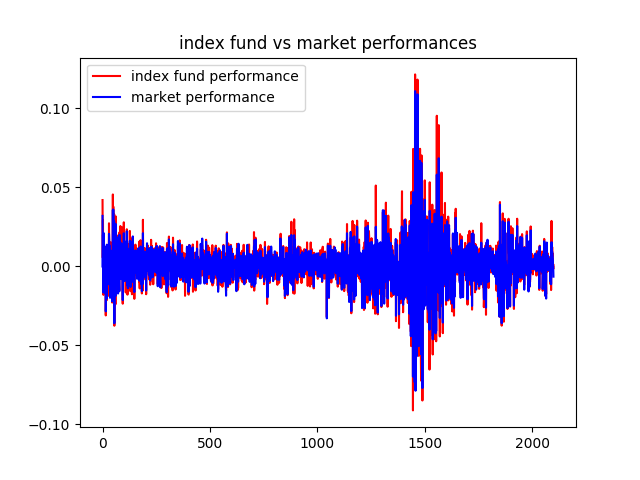 index fund vs market performances
index fund performance
market performance
0.10
0.05
0.00
−0.05
−0.10
0 500 1000 1500 2000